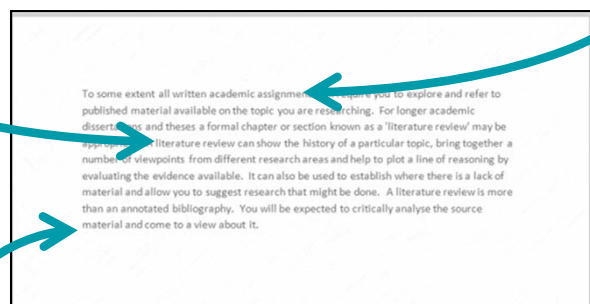 To some extent all written academic assignments require you to explore and refer to
published material available on the topic you are researching.  For longer academic
dissertations and theses a formal chapter or section known as a 'literature review' may be
literature review can show the history of a particular topic, bring together a
number of viewpoints from different research areas and help to plot a line of reasoning by
evaluating the evidence available.  It can also be used to establish where there is a lack of
material and allow you to suggest research that might be done.  A literature review is more
than an annotated bibliography.  You will be expected to critically analyse the source
material and come to a view about it.